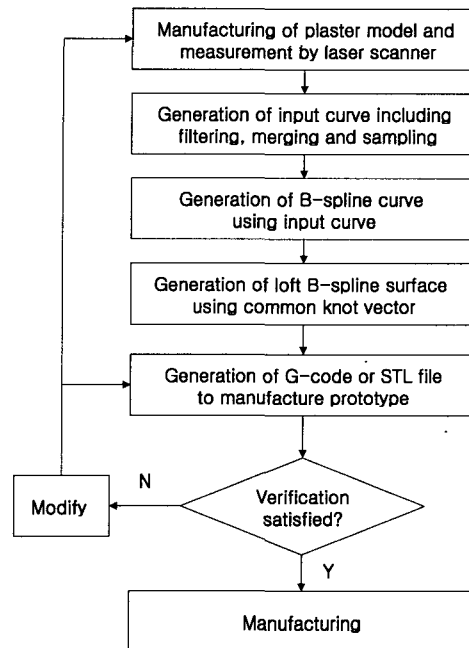 Manufacturing of plaster model and
measurement by laser scanner
Generation of input curve including
filtering, merging and sampling
Generation of B-spline curve
using input curve
Generation of loft B-spline surface
using common knot vector
Generation of G-code or STL file
to manufacture prototype
N
Modify
Verification
satisfied?
Y
Manufacturing